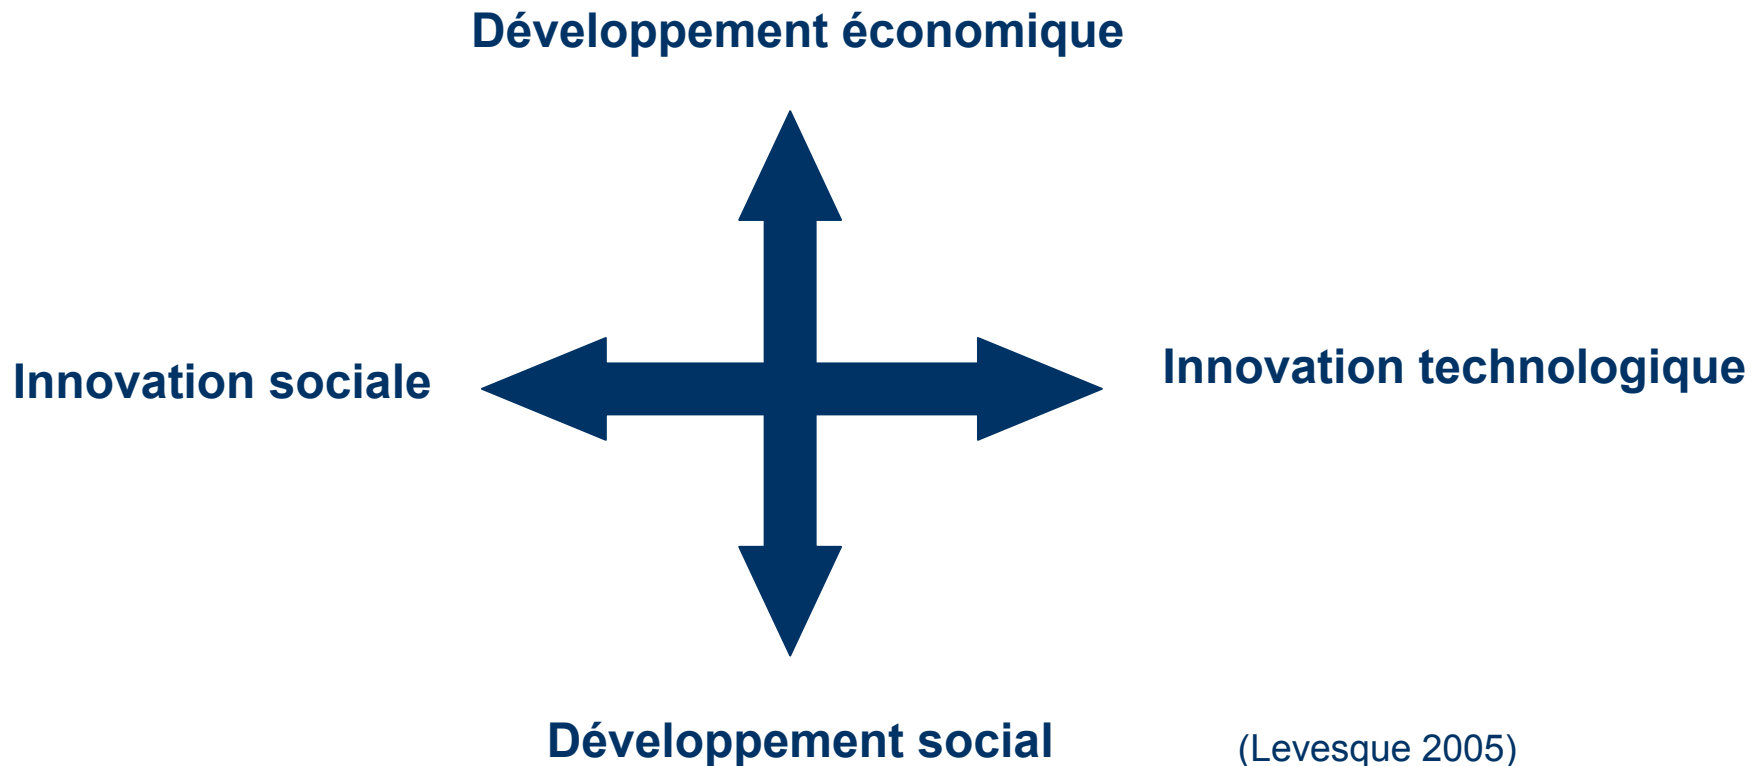 Développement économique
Innovation sociale
Innovation technologique
Développement social
(Levesque 2005)